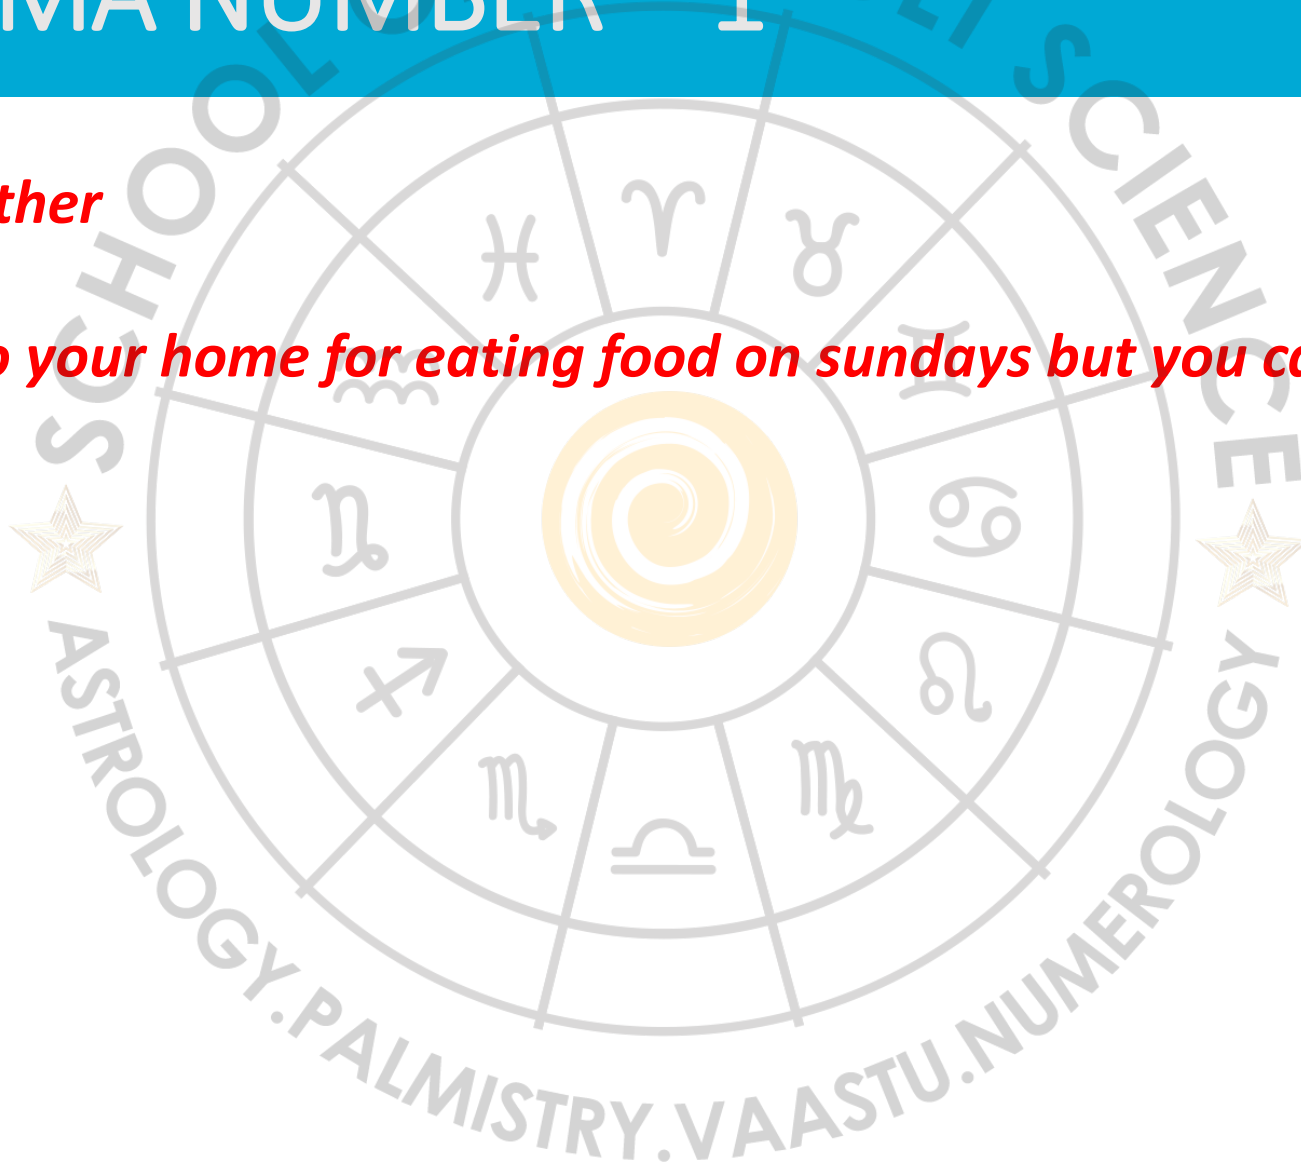 MA NUMBER 1
ther
your home for eating food on sundays but you
SCHOOL
SCIENCE
ASTROLOGY.PALMISTRY.VAASTU.NUMEROLOGY